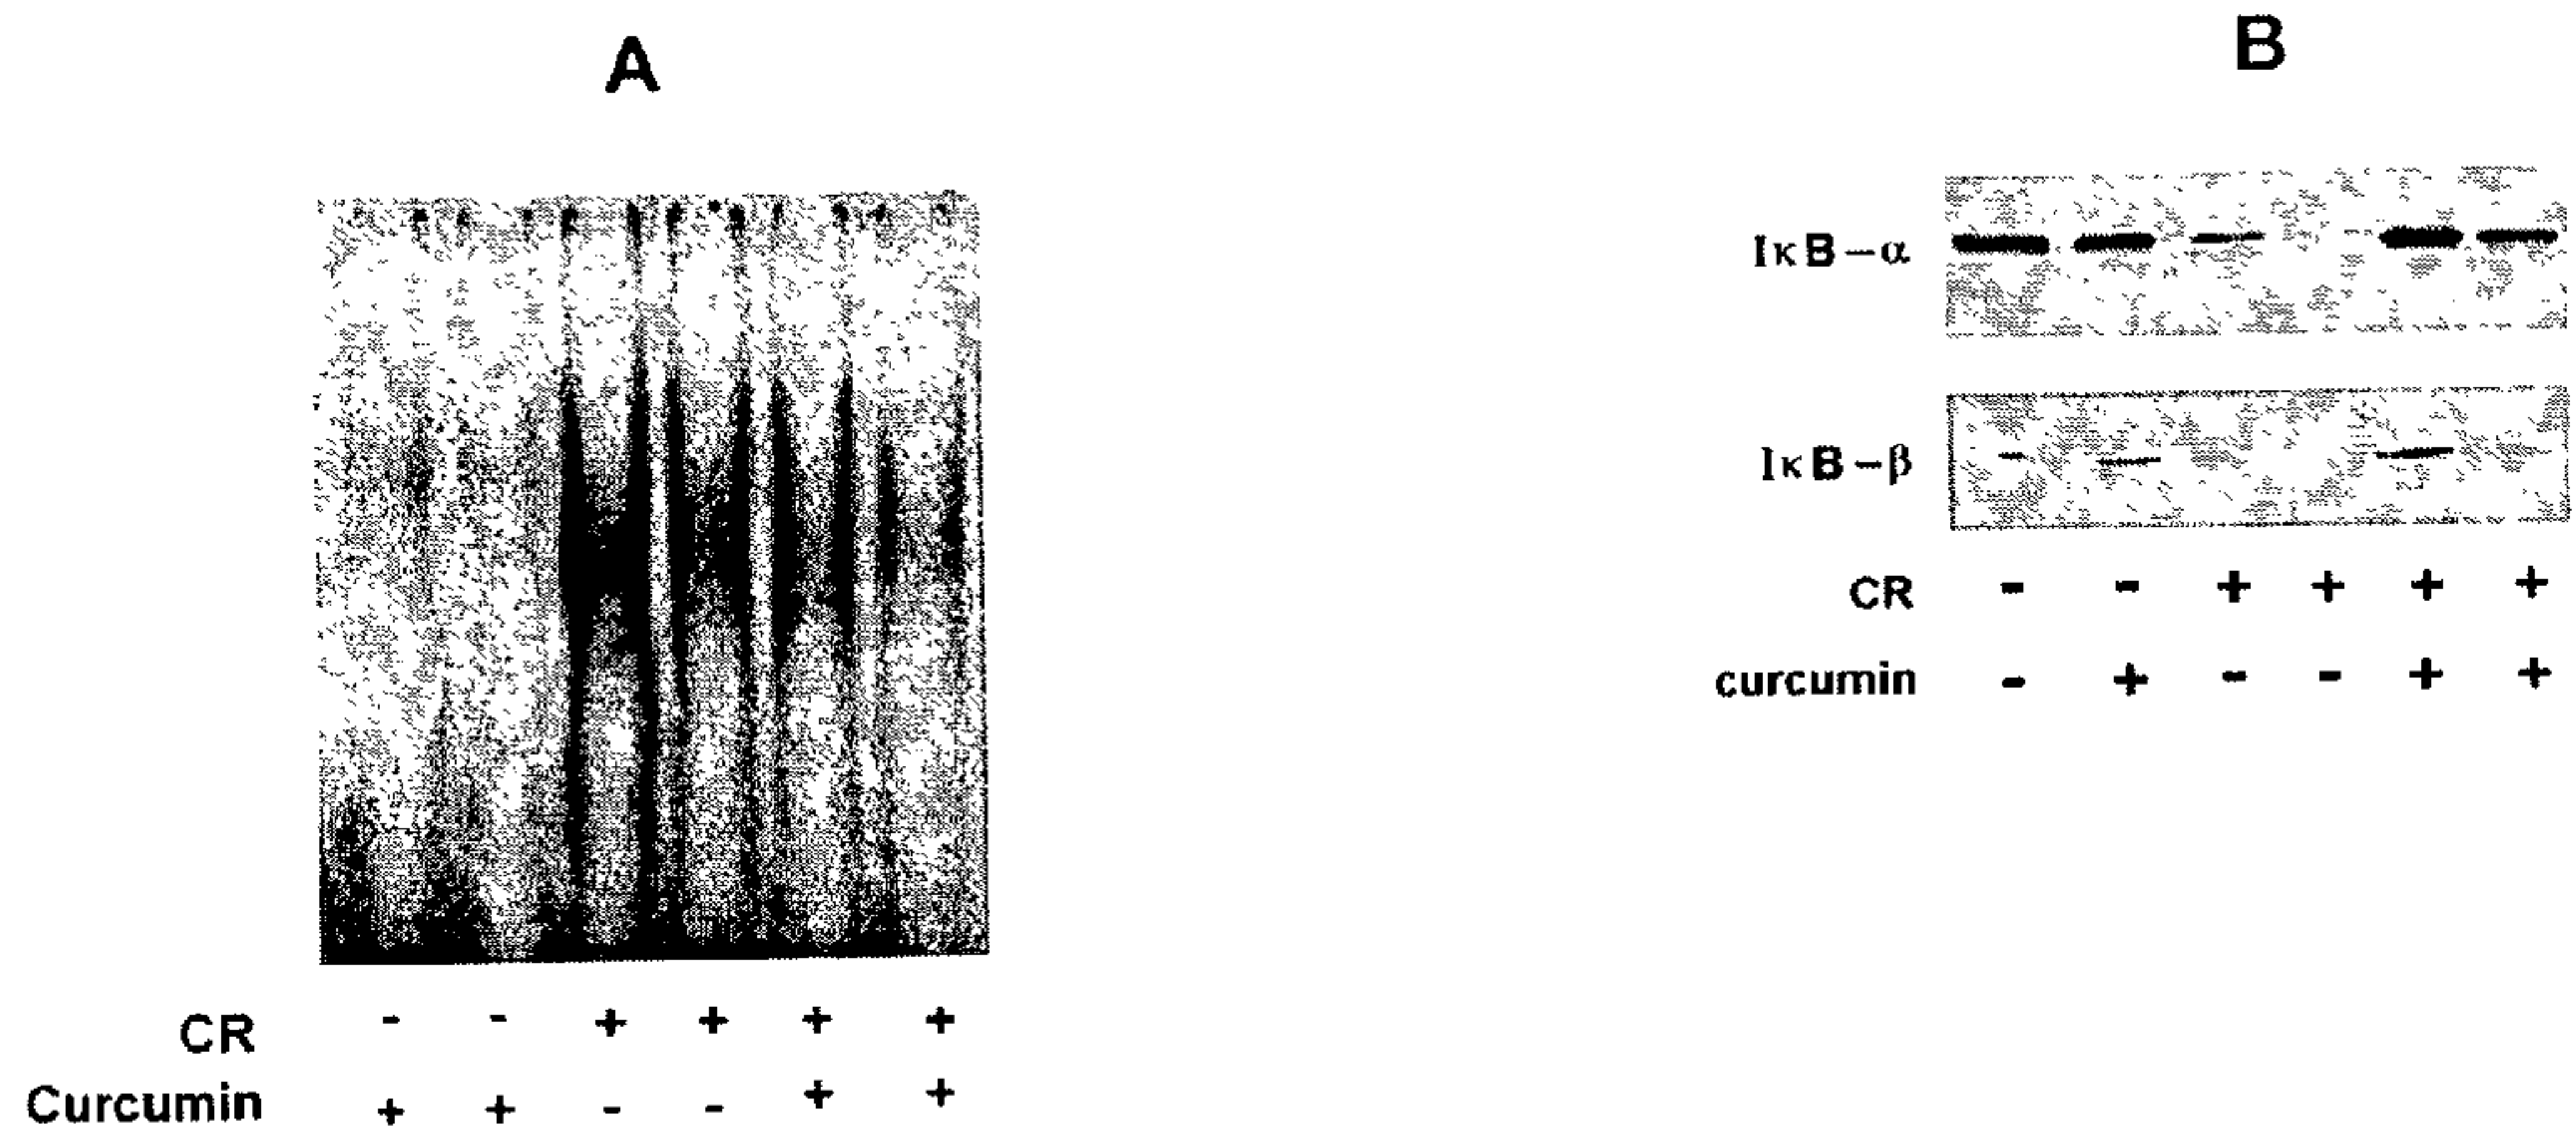 A
B
IκB-α
IκB-β
CR - - + + + +
curcumin - + - - + +
CR - - + + + +
Curcumin + + - - + +